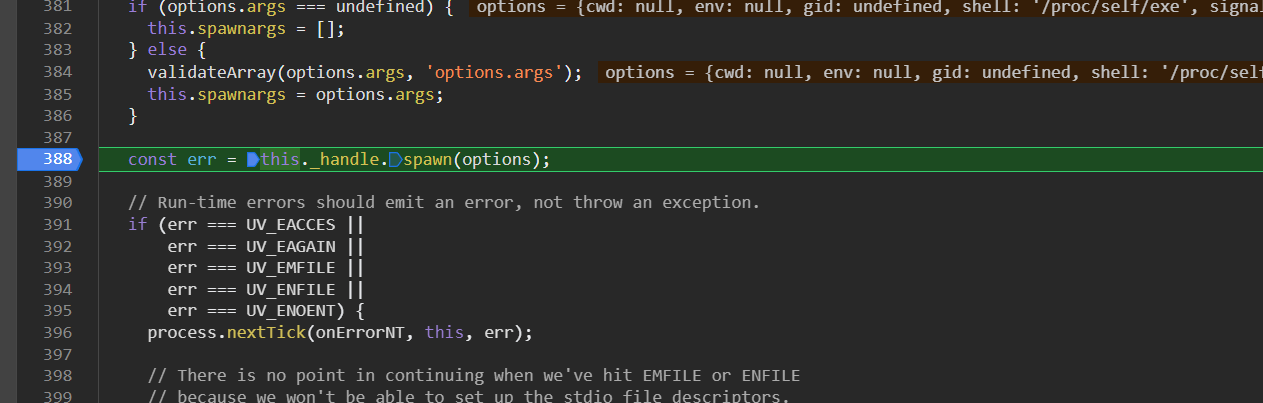 381 if (options.args === undefined) { options = {cwd: null, env: null, gid: undefined, shell: '/proc/self/exe', signal
382 this.spawnargs = [];
383 } else {
384 validateArray(options.args, 'options.args'); options = {cwd: null, env: null, gid: undefined, shell: '/proc/self
385 this.spawnargs = options.args;
386 }
387
388 const err = this._handle.spawn(options);
389
390 // Run-time errors should emit an error, not throw an exception.
391 if (err === UV_EACCES ||
392 err === UV_EAGAIN ||
393 err === UV_EMFILE ||
394 err === UV_ENFILE ||
395 err === UV_ENOENT) {
396 process.nextTick(onErrorNT, this, err);
397
398 // There is no point in continuing when we've hit EMFILE or ENFILE
399 // because we won't be able to set up the stdio file descriptors.